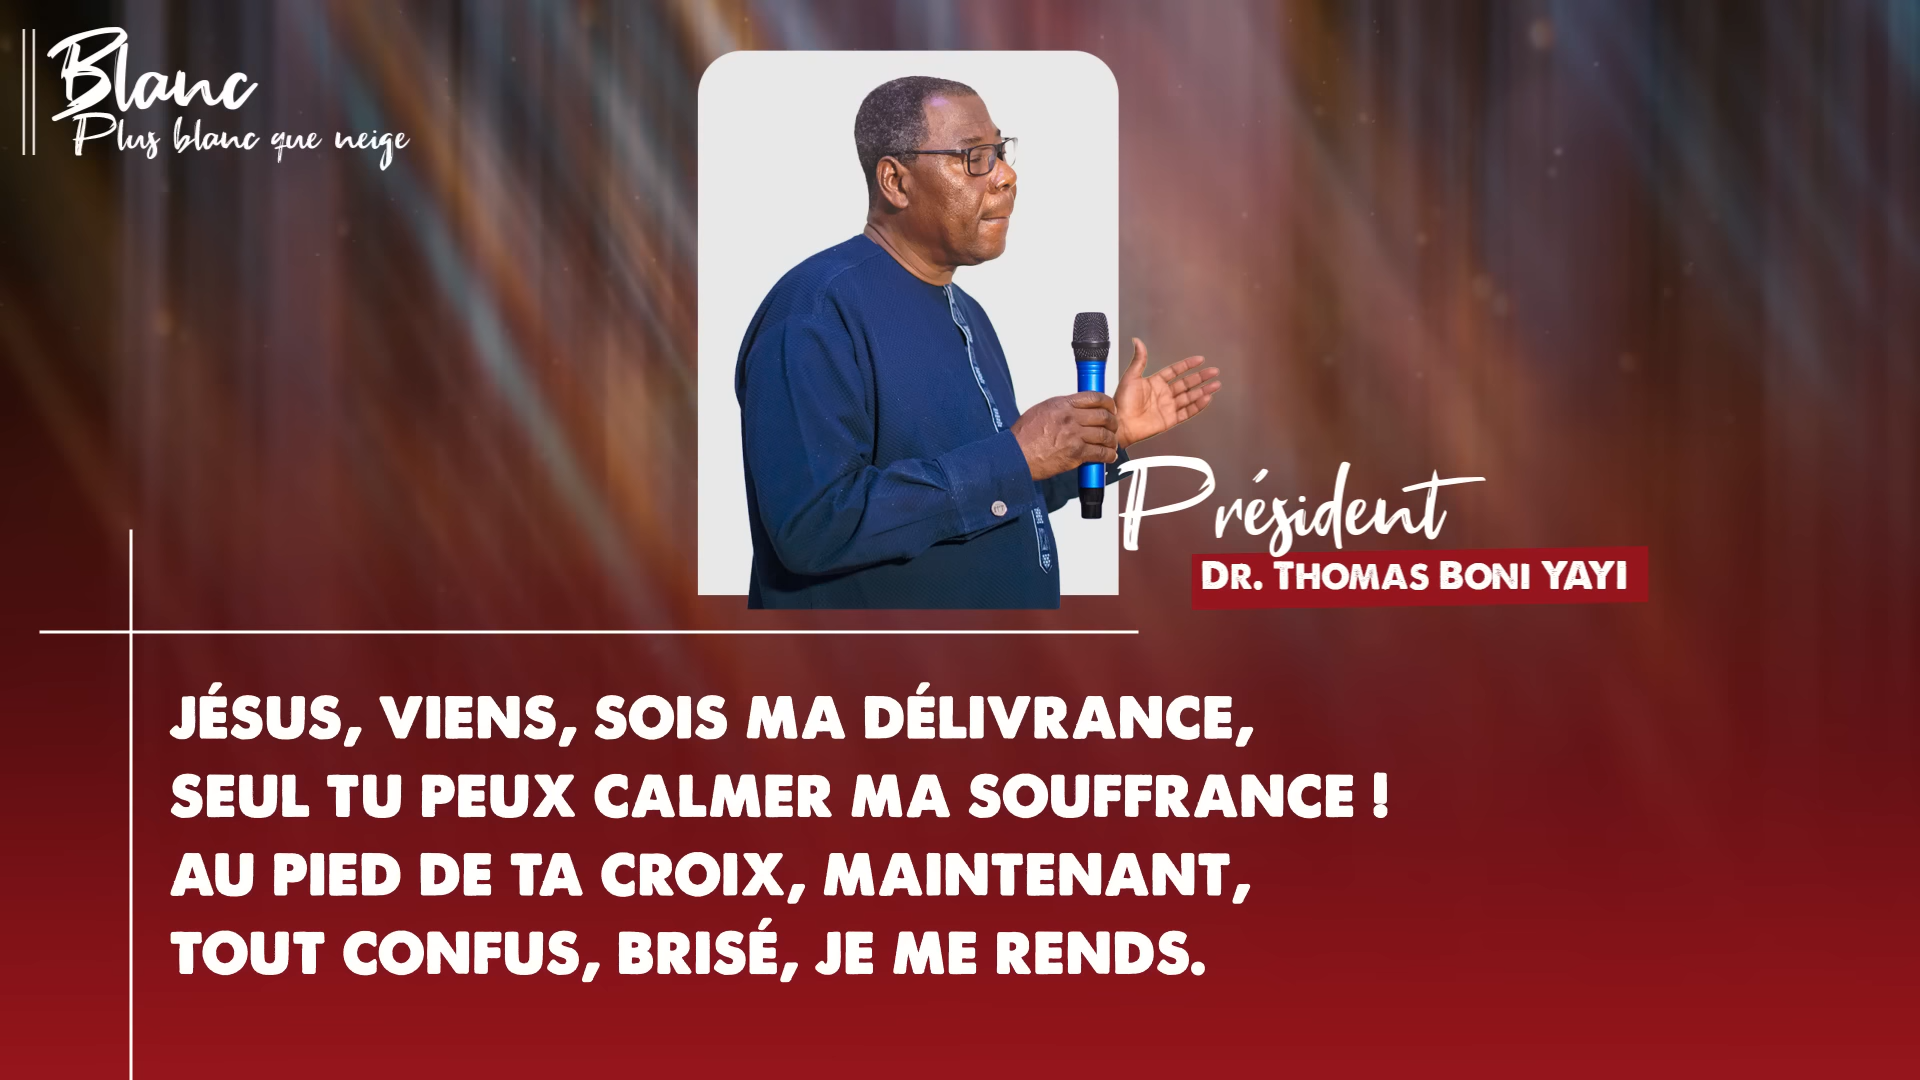 Blanc
Plus blanc que neige
Président
DR. THOMAS BONI YAYI
JÉSUS, VIENS, SOIS MA DÉLIVRANCE,
SEUL TU PEUX CALMER MA SOUFFRANCE !
AU PIED DE TA CROIX, MAINTENANT,
TOUT CONFUS, BRISÉ, JE ME RENDS.